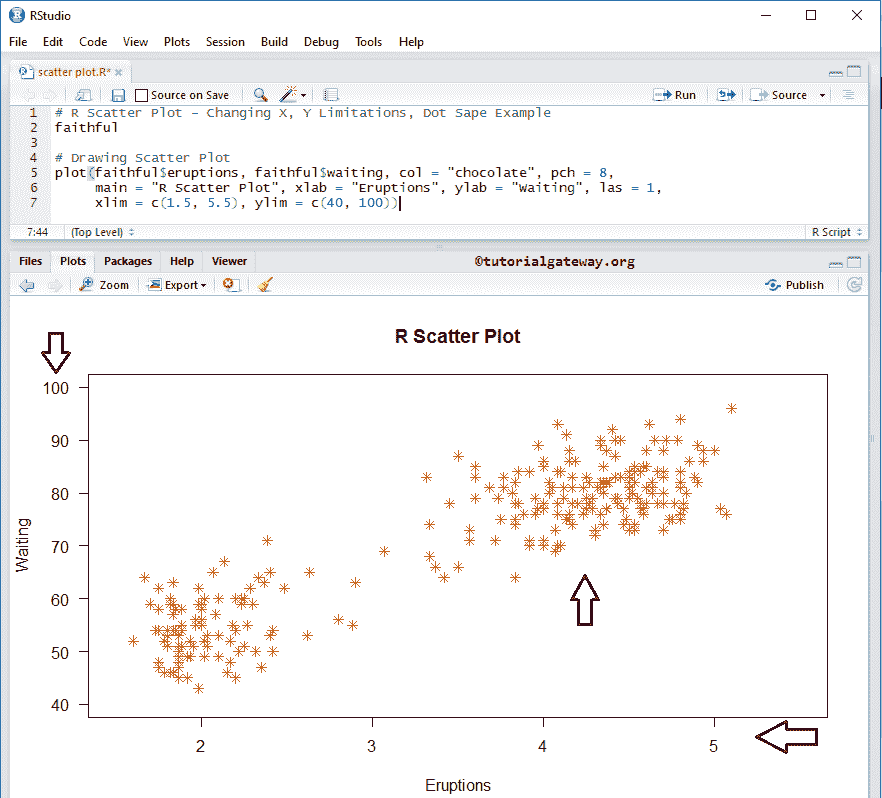 RStudio
File Edit Code View Plots Session Build Debug Tools Help
scatter plot.R*
Source on Save Run Source
1 # R Scatter Plot – Changing X, Y Limitations, Dot Sape Example
2 faithful
3
4 # Drawing Scatter Plot
5 plot(faithful$eruptions, faithful$waiting, col = "chocolate", pch = 8,
6 main = "R Scatter Plot", xlab = "Eruptions", ylab = "Waiting", las = 1,
7 xlim = c(1.5, 5.5), ylim = c(40, 100))
7:44 (Top Level) R Script
Files Plots Packages Help Viewer ©tutorialgateway.org
Zoom Export Publish
R Scatter Plot
100
90
80
70
60
50
40
Waiting
2 3 4 5
Eruptions